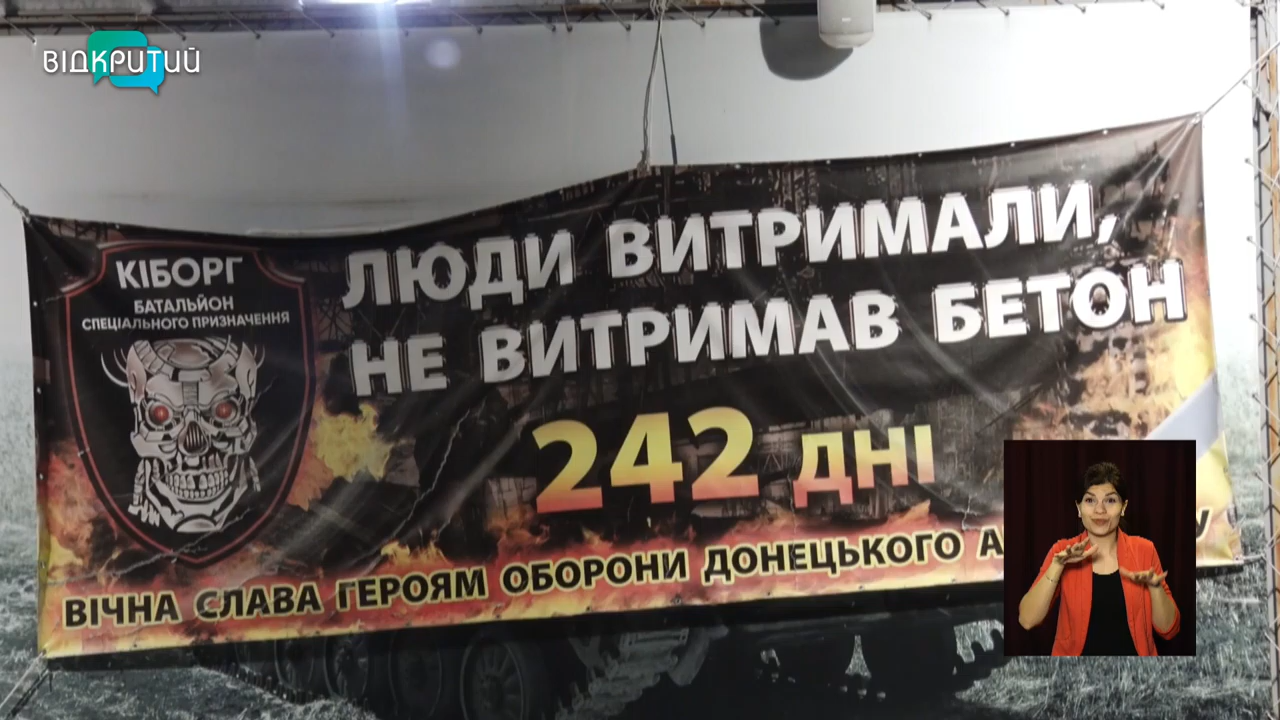 ВІДКРИТИЙ
КІБОРГ
БАТАЛЬЙОН
СПЕЦІАЛЬНОГО ПРИЗНАЧЕННЯ
ЛЮДИ ВИТРИМАЛИ,
НЕ ВИТРИМАВ БЕТОН
242 ДНІ
ВІЧНА СЛАВА ГЕРОЯМ ОБОРОНИ ДОНЕЦЬКОГО